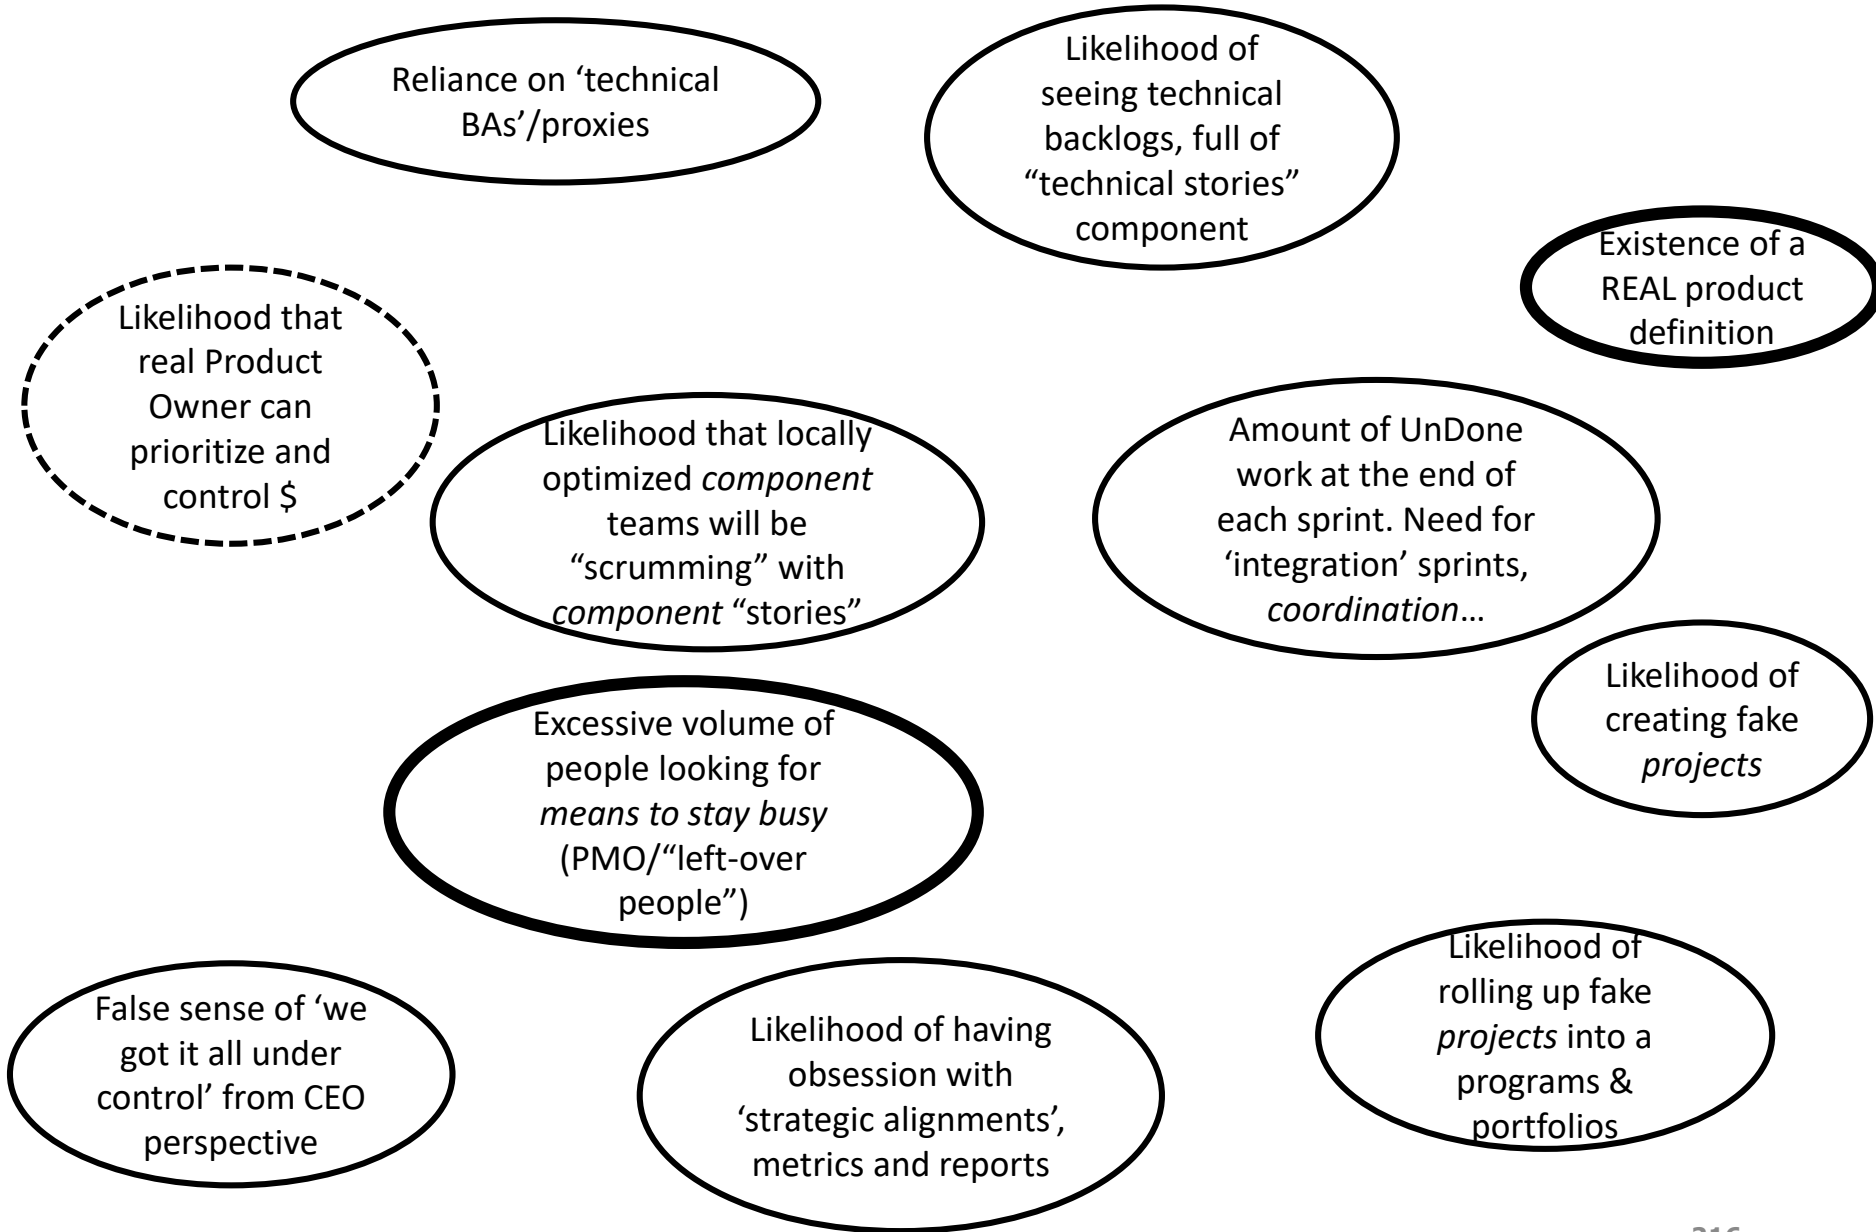 Reliance on ‘technical
BAs’/proxies
Likelihood of
seeing technical
backlogs, full of
“technical stories”
component
Existence of a
REAL product
definition
Likelihood that
real Product
Owner can
prioritize and
control $
Likelihood that locally
optimized component
teams will be
“scrumming” with
component “stories”
Amount of UnDone
work at the end of
each sprint. Need for
‘integration’ sprints,
coordination…
Likelihood of
creating fake
projects
Excessive volume of
people looking for
means to stay busy
(PMO/“left-over
people”)
False sense of ‘we
got it all under
control’ from CEO
perspective
Likelihood of having
obsession with
‘strategic alignments’,
metrics and reports
Likelihood of
rolling up fake
projects into a
programs &
portfolios